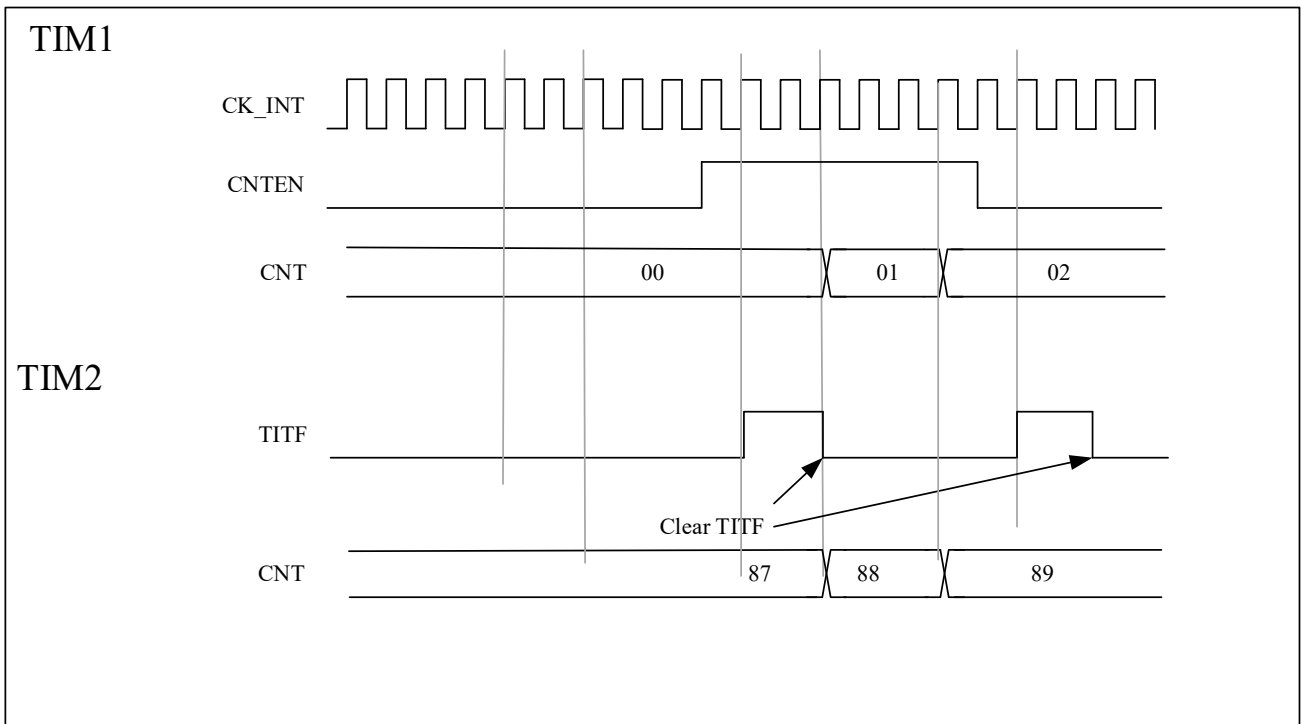 TIM1
CK_INT
CNTEN
CNT 00 01 02
TIM2
TITF
Clear TITF
CNT 87 88 89